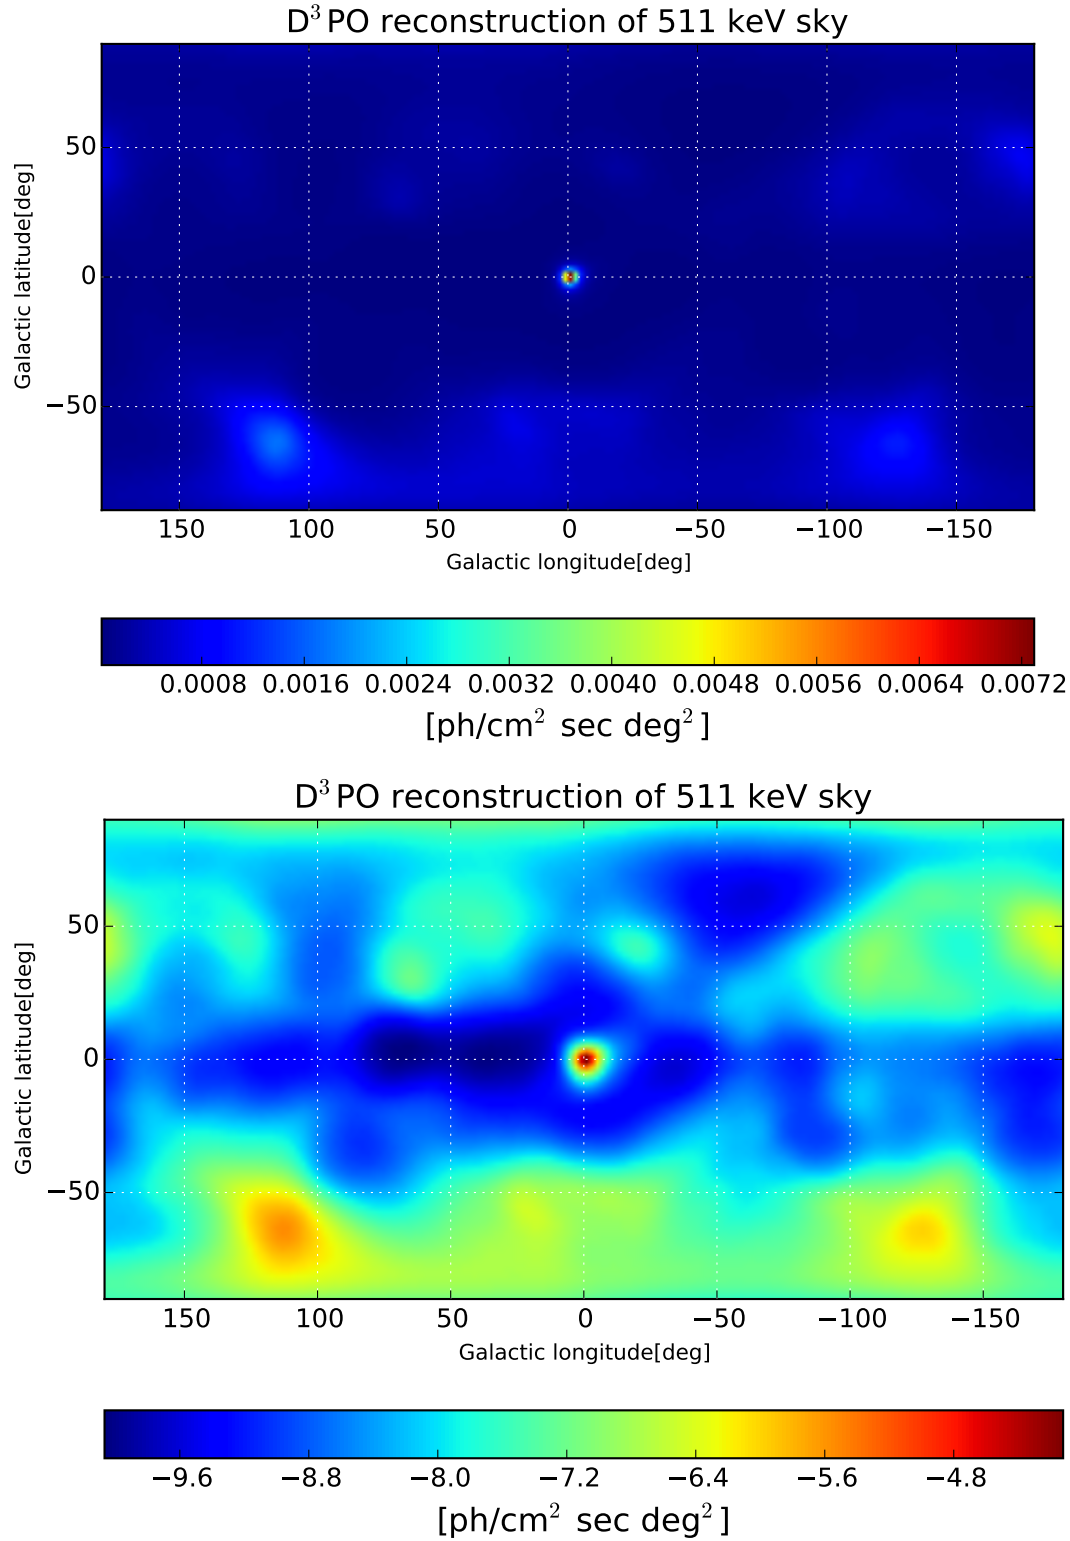 D³PO reconstruction of 511 keV sky
Galactic latitude[deg]
50
0
−50
150 100 50 0 −50 −100 −150
Galactic longitude[deg]
0.0008 0.0016 0.0024 0.0032 0.0040 0.0048 0.0056 0.0064 0.0072
[ph/cm² sec deg²]
D³PO reconstruction of 511 keV sky
Galactic latitude[deg]
50
0
−50
150 100 50 0 −50 −100 −150
Galactic longitude[deg]
−9.6 −8.8 −8.0 −7.2 −6.4 −5.6 −4.8
[ph/cm² sec deg²]